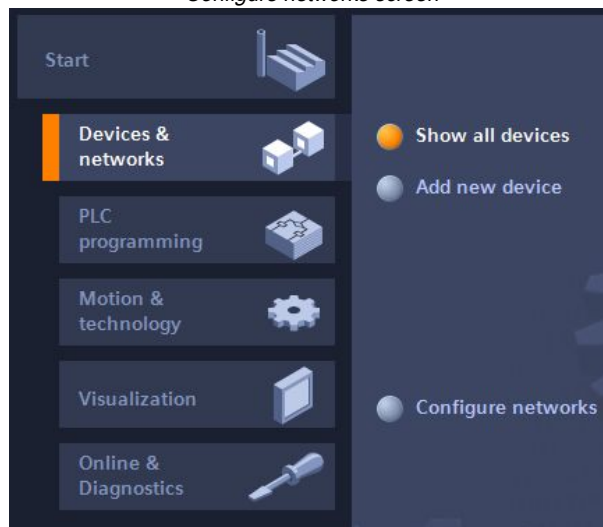 Configure networks screen
Start
Devices &
networks
PLC
programming
Motion &
technology
Visualization
Online &
Diagnostics
Show all devices
Add new device
Configure networks